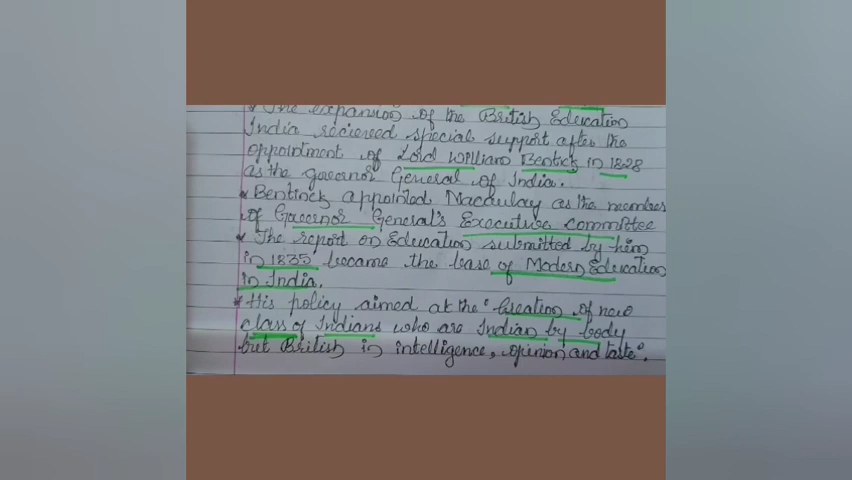 * The expansion of the British Education
India recieved special support after the
appointment of Lord William Bentick in 1828
as the governor General of India.
* Bentinck appointed Macaulay as the member
of Governor General's Executive committee
* The report on Education submitted by him
in 1835 became the base of Modern Education
in India.
* His policy aimed at the "Creation of new
class of Indians who are Indian by body
but British in intelligence, opinion and taste".